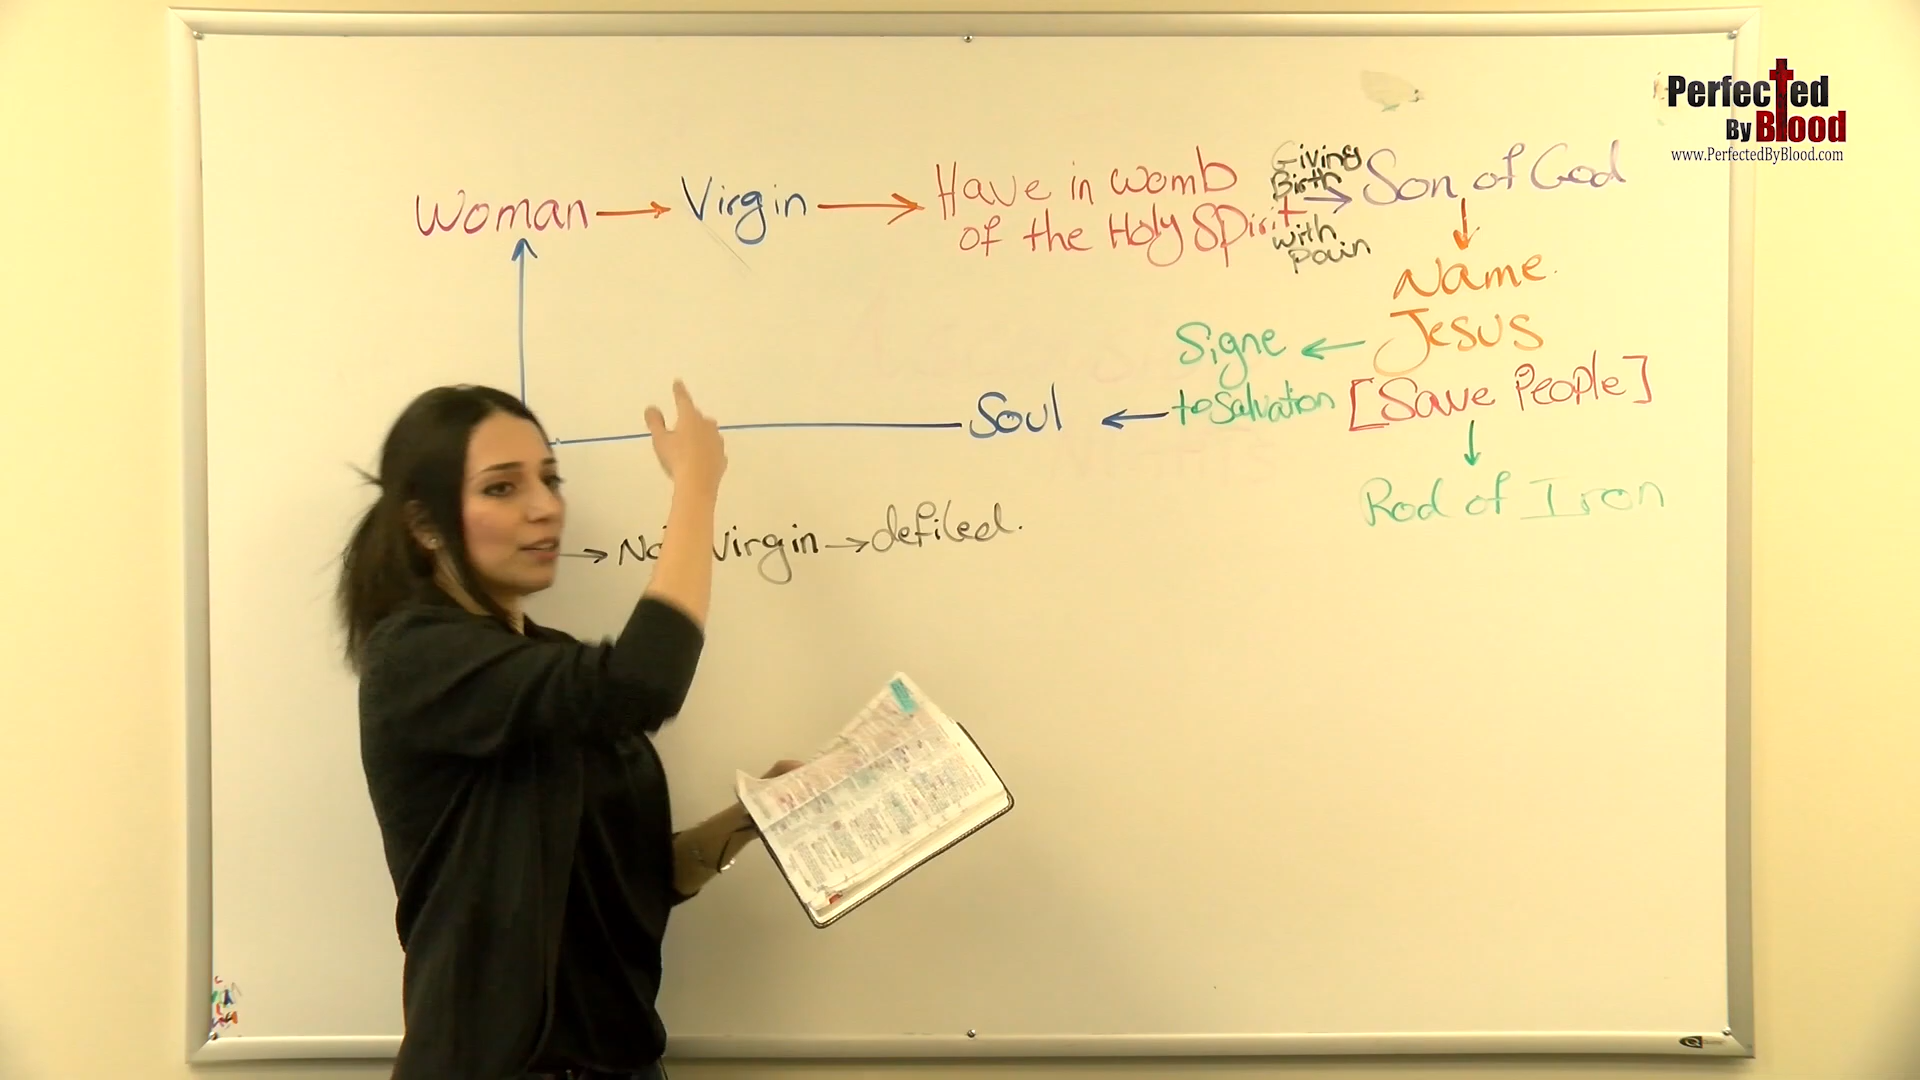 Perfected
By Blood
www.PerfectedByBlood.com
Woman → Virgin → Have in womb
of the Holy Spirit
Giving
Birth
with
Pain
→ Son of God
↓
Name.
Jesus
[Save People]
↓
Rod of Iron
Signe ←
to Salvation
Soul ←
→ Virgin → defiled.